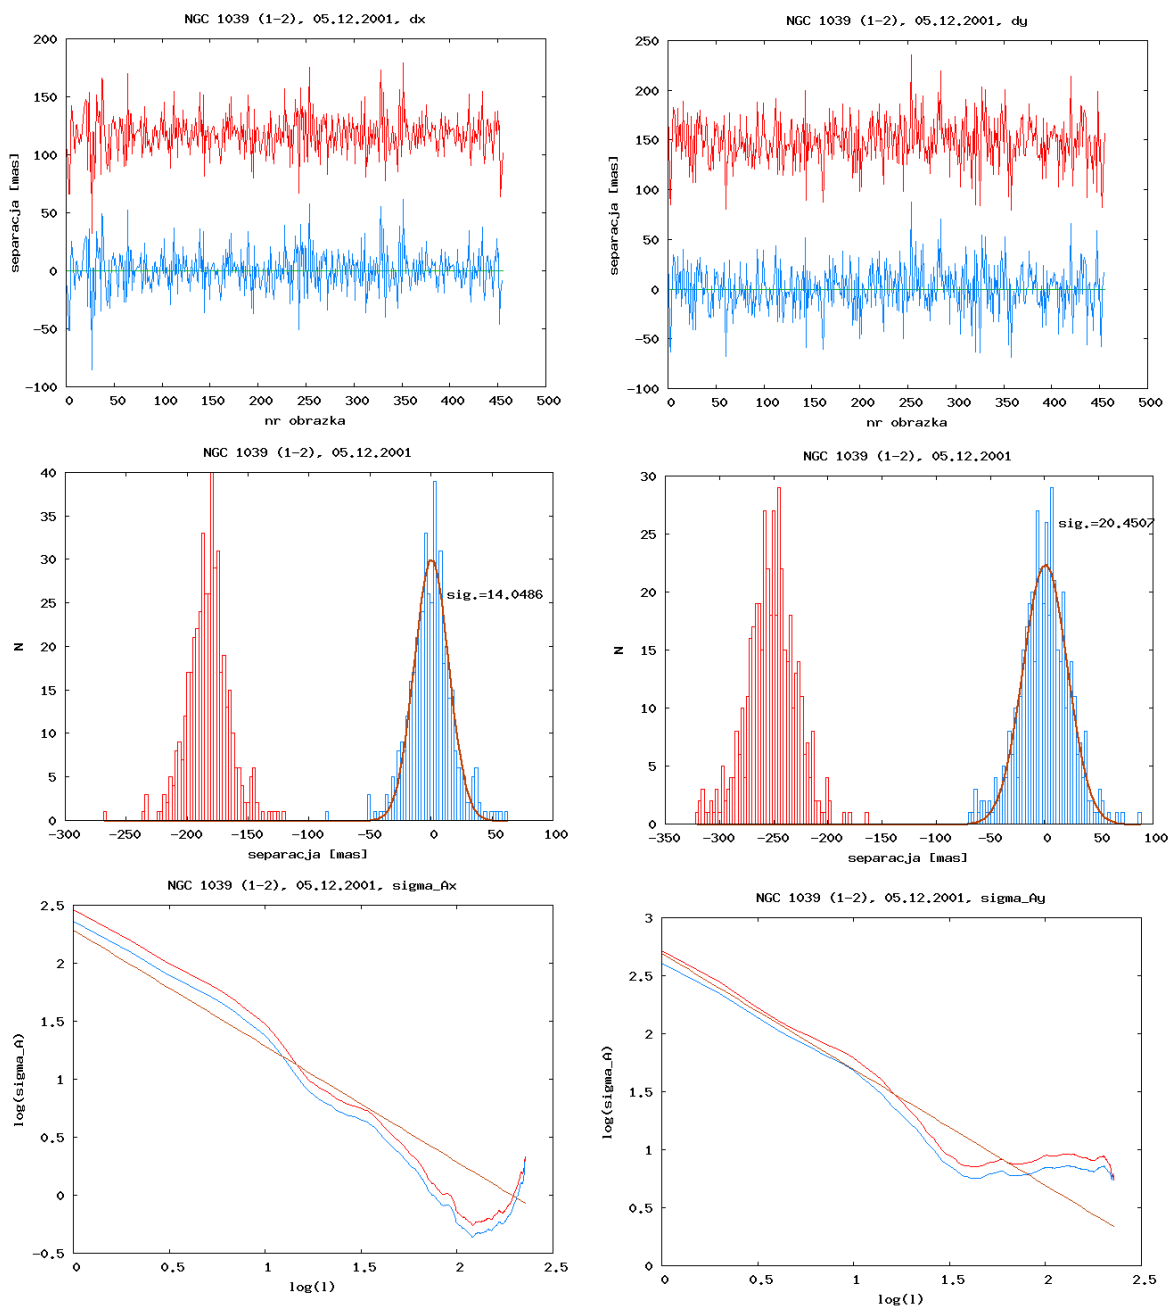 NGC 1039 (1-2), 05.12.2001, dx
200
150
100
50
0
-50
-100
separacja [mas]
0 50 100 150 200 250 300 350 400 450 500
nr obrazka
NGC 1039 (1-2), 05.12.2001, dy
250
200
150
100
50
0
-50
-100
separacja [mas]
0 50 100 150 200 250 300 350 400 450 500
nr obrazka
NGC 1039 (1-2), 05.12.2001
40
35
30
25
20
15
10
5
0
N
sig.=14.0486
-300 -250 -200 -150 -100 -50 0 50 100
separacja [mas]
NGC 1039 (1-2), 05.12.2001
30
25
20
15
10
5
0
N
sig.=20.4507
-350 -300 -250 -200 -150 -100 -50 0 50 100
separacja [mas]
NGC 1039 (1-2), 05.12.2001, sigma_Ax
2.5
2
1.5
1
0.5
0
-0.5
log(sigma_A)
0 0.5 1 1.5 2 2.5
log(l)
NGC 1039 (1-2), 05.12.2001, sigma_Ay
3
2.5
2
1.5
1
0.5
0
log(sigma_A)
0 0.5 1 1.5 2 2.5
log(l)